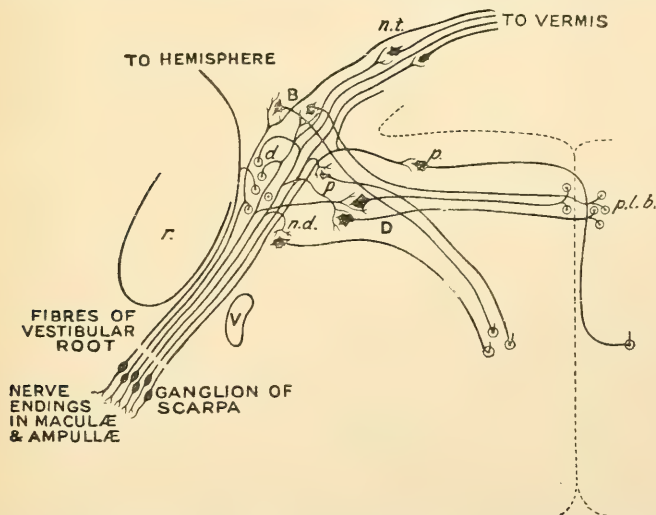 n.t.
TO VERMIS
TO HEMISPHERE
B
d
p.
p
p.l.b.
r.
n.d.
D
FIBRES OF
VESTIBULAR
ROOT
V
NERVE
ENDINGS
IN MACULÆ
& AMPULLÆ
GANGLION OF
SCARPA